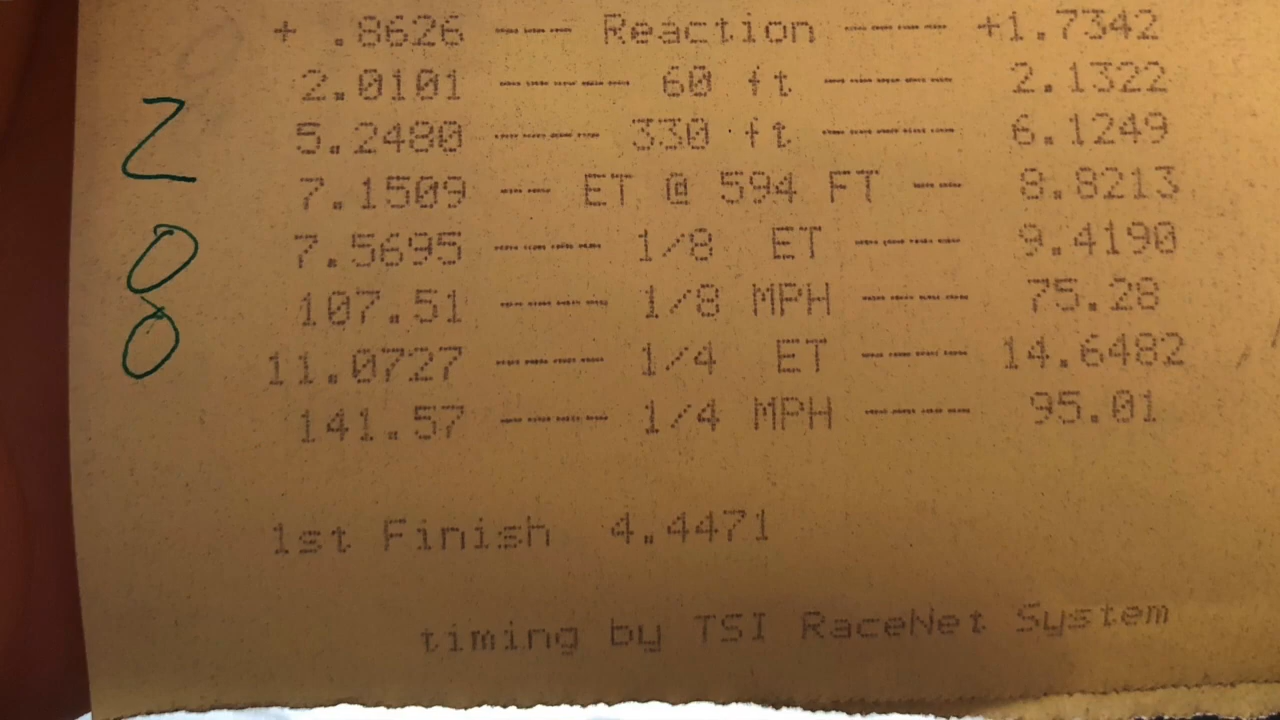 + .8626 --- Reaction ---- +1.7342
2.0101 ----- 60 ft ----- 2.1322
5.2480 ---- 330 ft ----- 6.1249
7.1509 -- ET @ 594 FT -- 8.8213
7.5695 ---- 1/8 ET ---- 9.4190
107.51 ---- 1/8 MPH ---- 75.28
11.0727 ---- 1/4 ET ---- 14.6482
141.57 ---- 1/4 MPH ---- 95.01
1st Finish 4.4471
timing by TSI RaceNet System